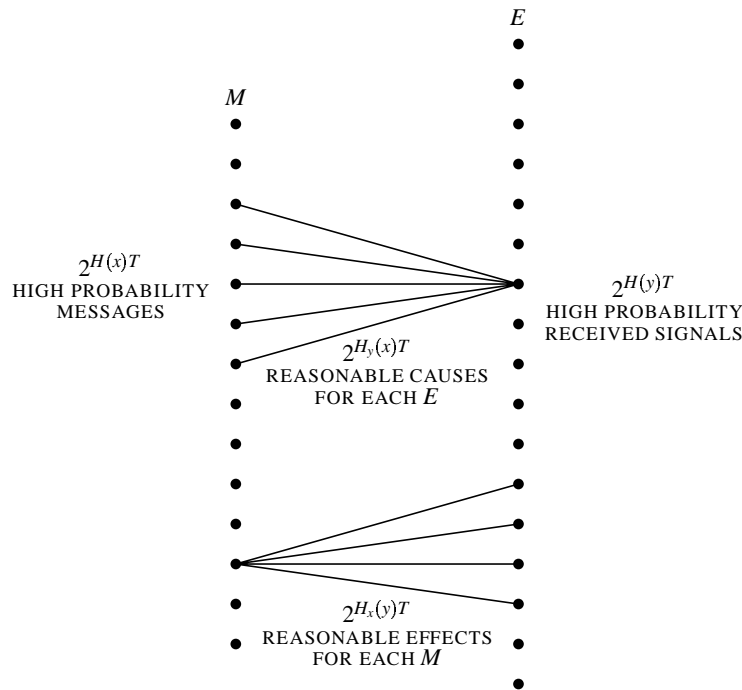 E
M
2^{H(x)T}
HIGH PROBABILITY
MESSAGES
2^{H(y)T}
HIGH PROBABILITY
RECEIVED SIGNALS
2^{H_y(x)T}
REASONABLE CAUSES
FOR EACH E
2^{H_x(y)T}
REASONABLE EFFECTS
FOR EACH M